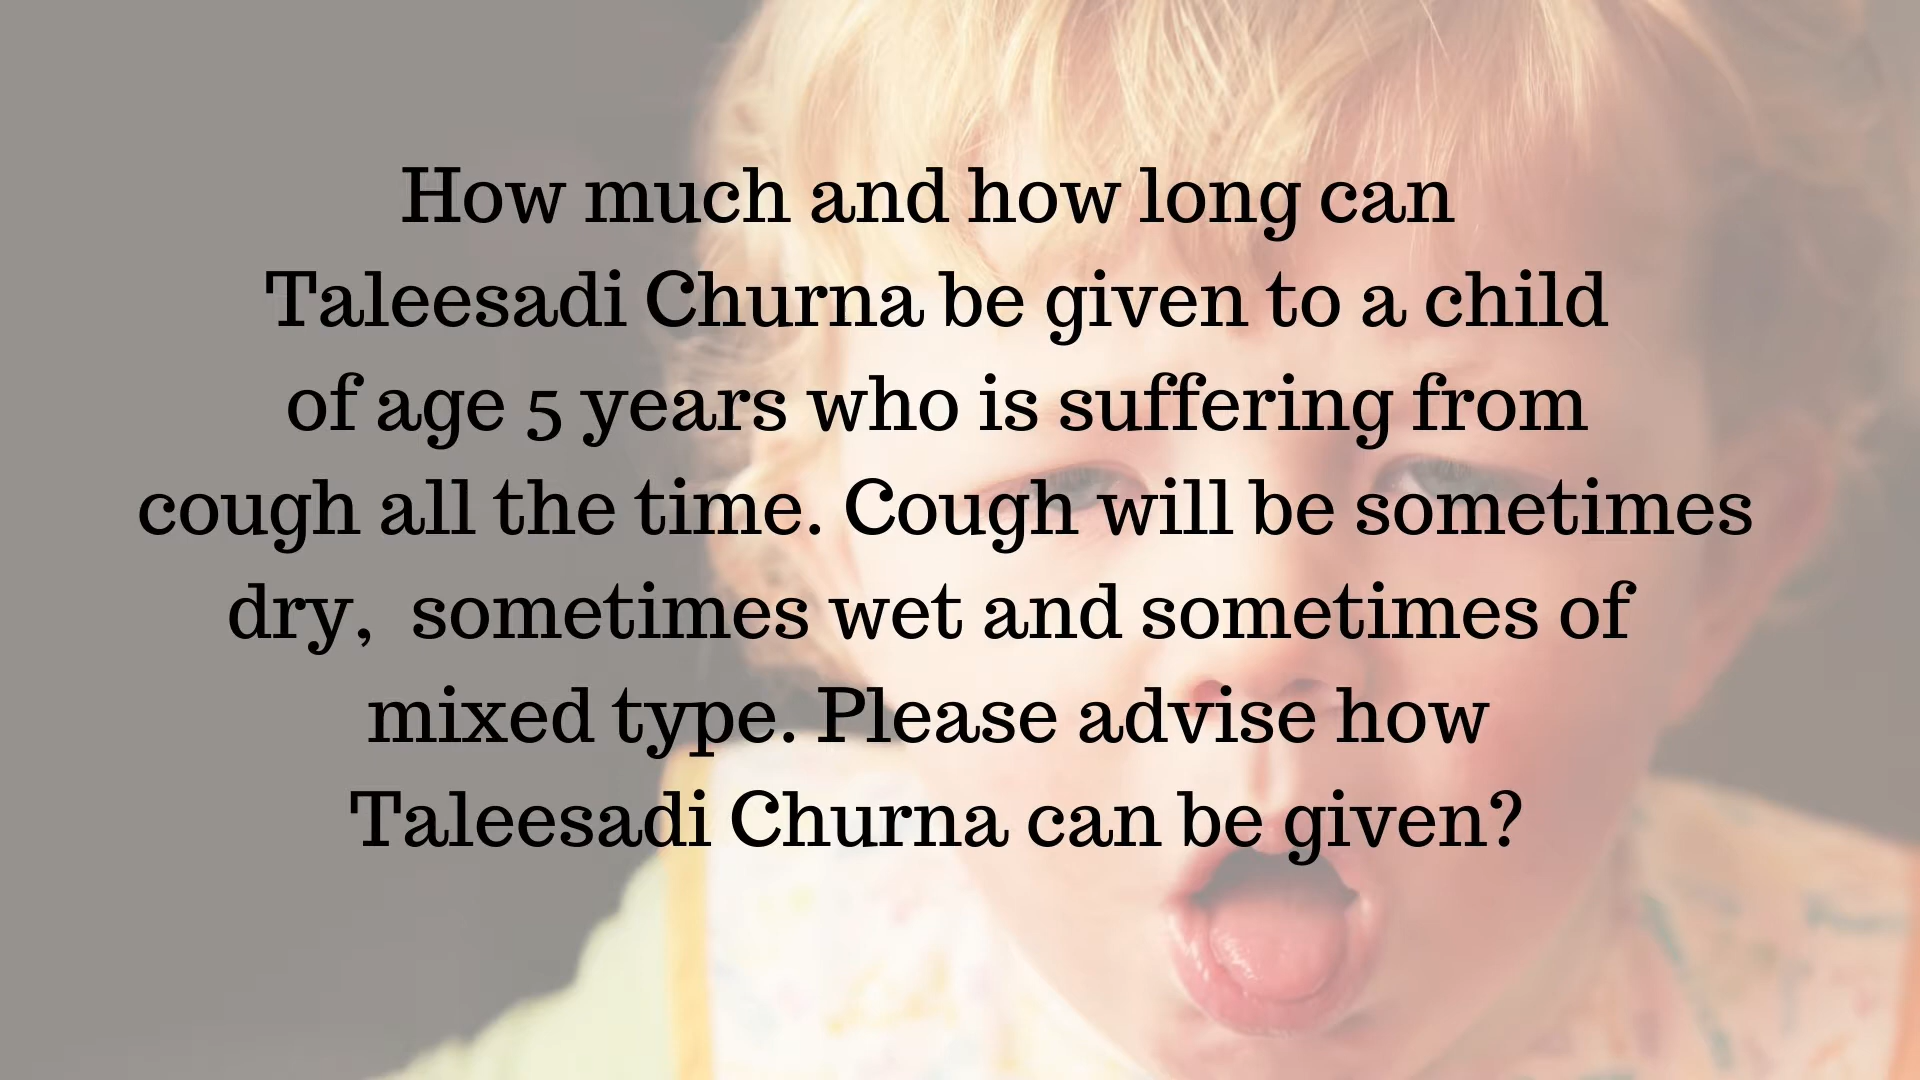 How much and how long can
Taleesadi Churna be given to a child
of age 5 years who is suffering from
cough all the time. Cough will be sometimes
dry,  sometimes wet and sometimes of
mixed type. Please advise how
Taleesadi Churna can be given?